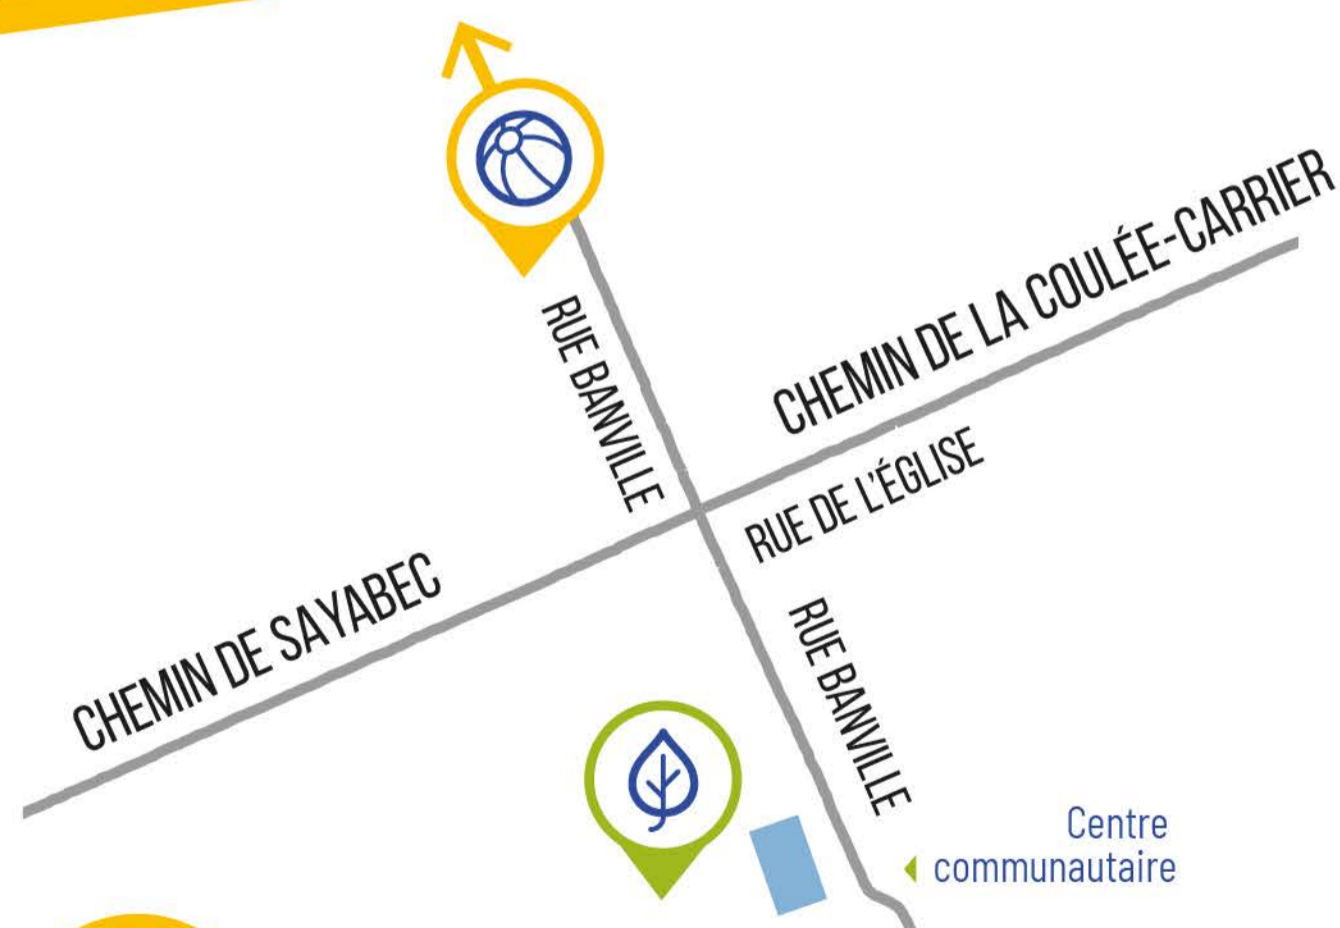 RUE BANVILLE
CHEMIN DE LA COULÉE-CARRIER
RUE DE L'ÉGLISE
CHEMIN DE SAYABEC
RUE BANVILLE
Centre
communautaire